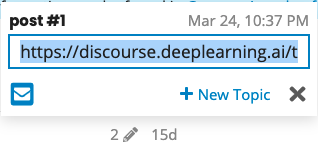 post #1 Mar 24, 10:37 PM
https://discourse.deeplearning.ai/t
+ New Topic
2 15d